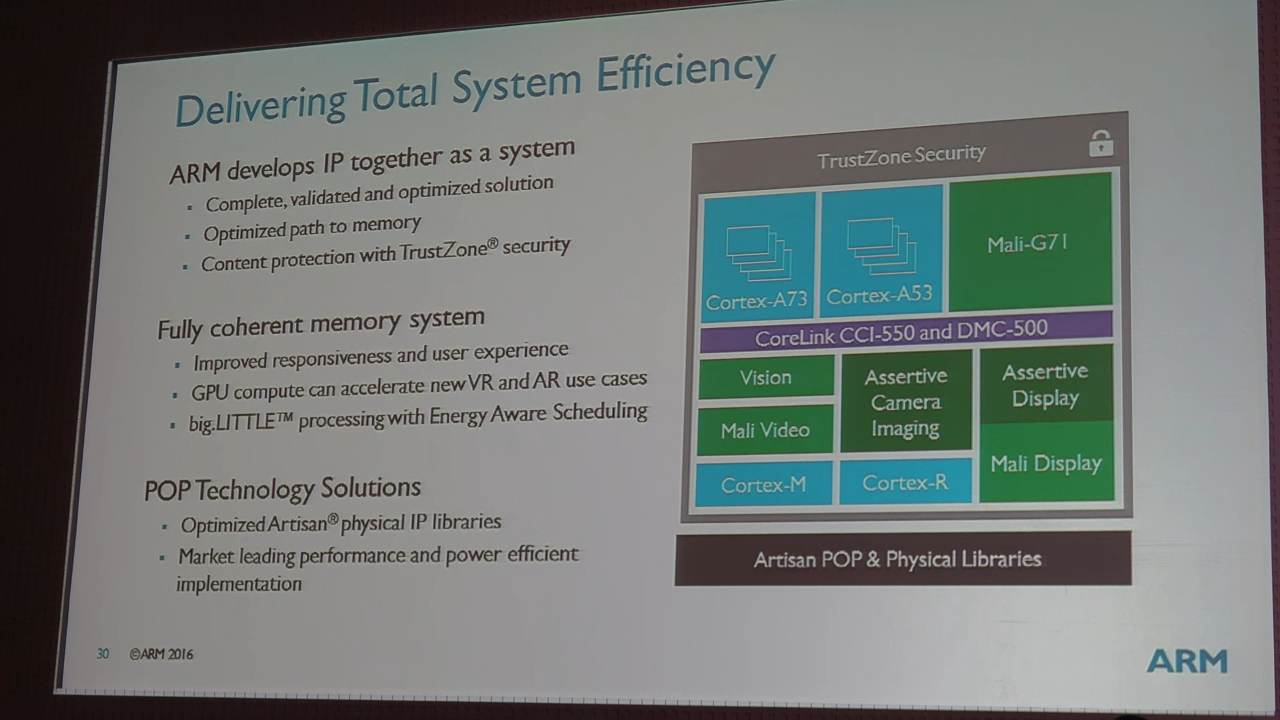 Delivering Total System Efficiency
ARM develops IP together as a system
▪ Complete, validated and optimized solution
▪ Optimized path to memory
▪ Content protection with TrustZone® security
Fully coherent memory system
▪ Improved responsiveness and user experience
▪ GPU compute can accelerate new VR and AR use cases
▪ big.LITTLE™ processing with Energy Aware Scheduling
POP Technology Solutions
▪ Optimized Artisan® physical IP libraries
▪ Market leading performance and power efficient
implementation
TrustZone Security
Cortex-A73
Cortex-A53
Mali-G71
CoreLink CCI-550 and DMC-500
Vision
Mali Video
Cortex-M
Assertive
Camera
Imaging
Cortex-R
Assertive
Display
Mali Display
Artisan POP & Physical Libraries
30 ©ARM 2016
ARM